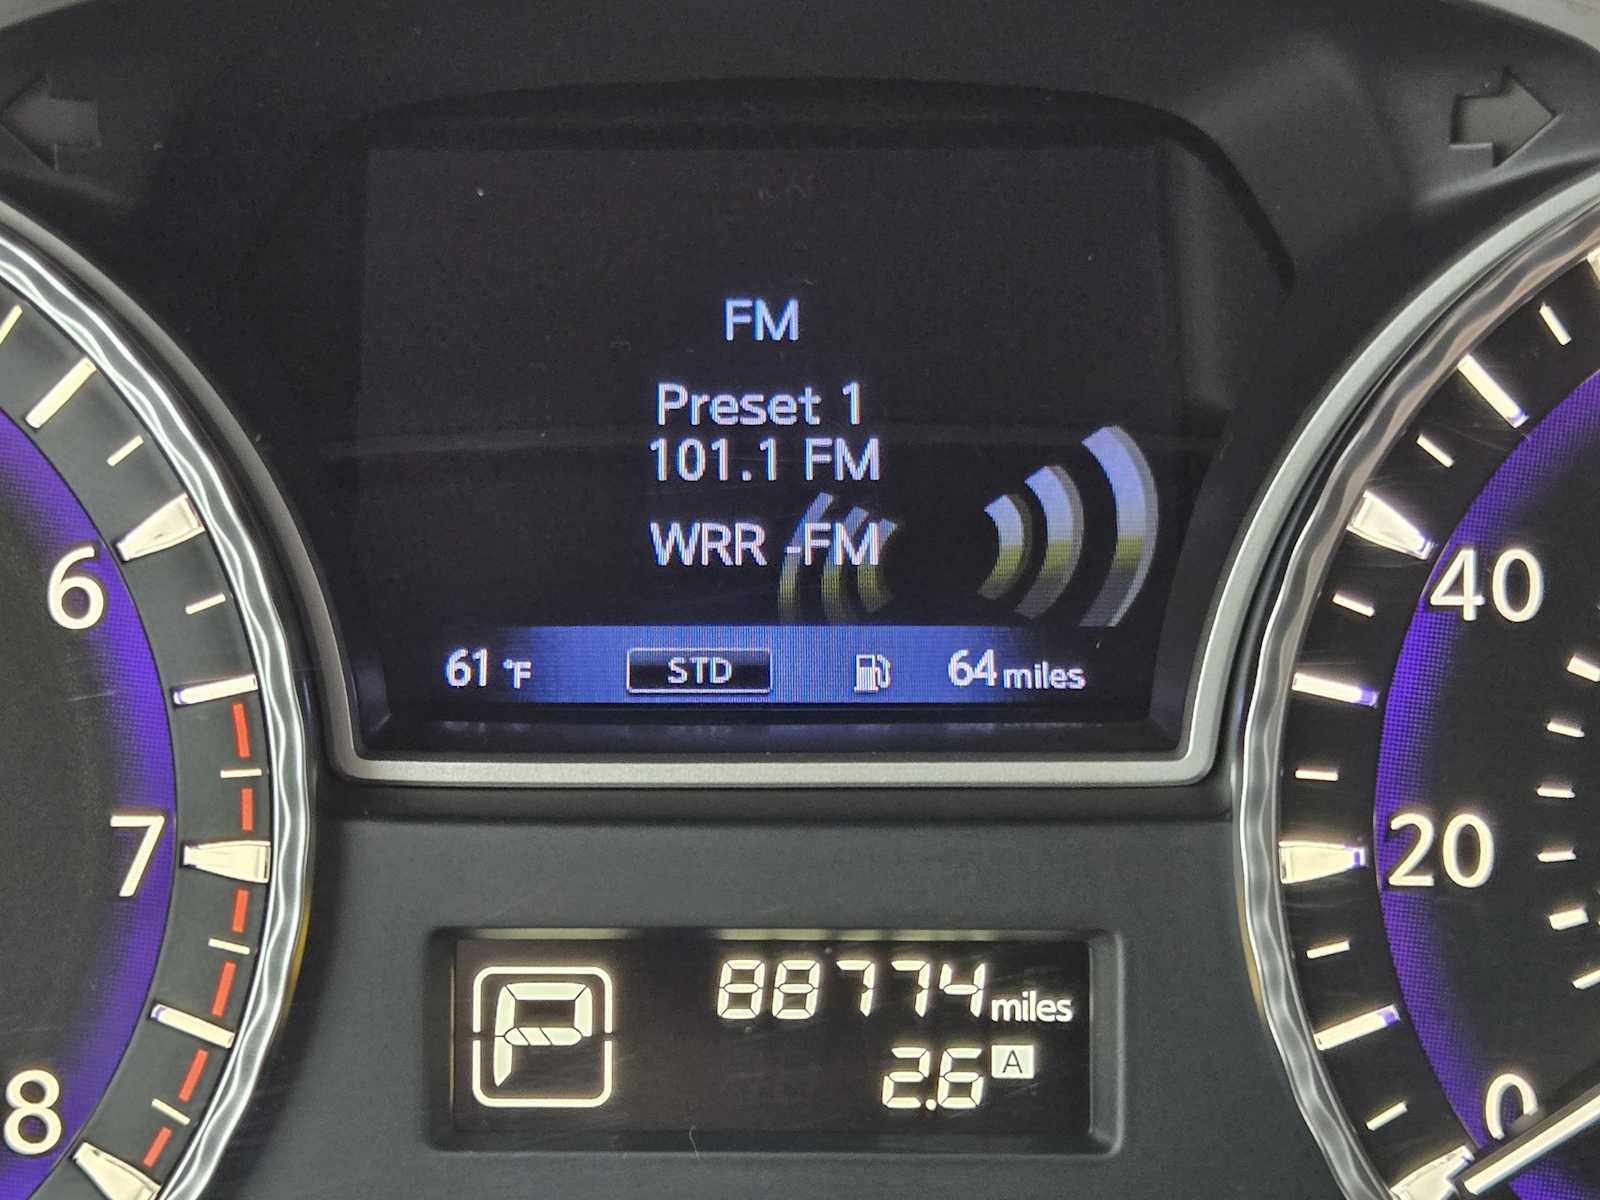 FM
Preset 1
101.1 FM
WRR -FM
61 °F STD 64 miles
6
7
8
40
20
0
P
88774 miles
2.6 A